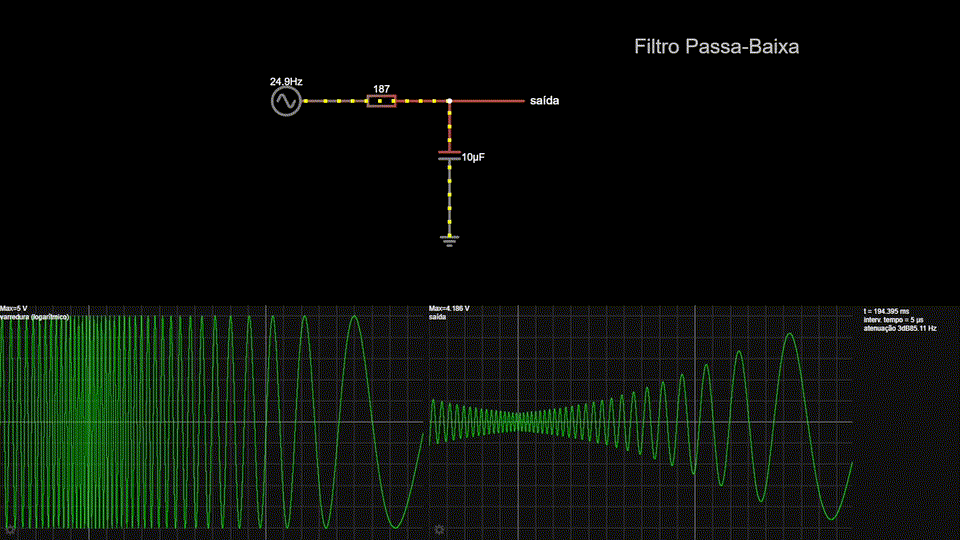 Filtro Passa-Baixa
24.9Hz
187
saída
10µF
Max=5 V
varredura (logarítmico)
Max=4.186 V
saída
t = 194.395 ms
interv. tempo = 5 µs
atenuação 3dB85.11 Hz